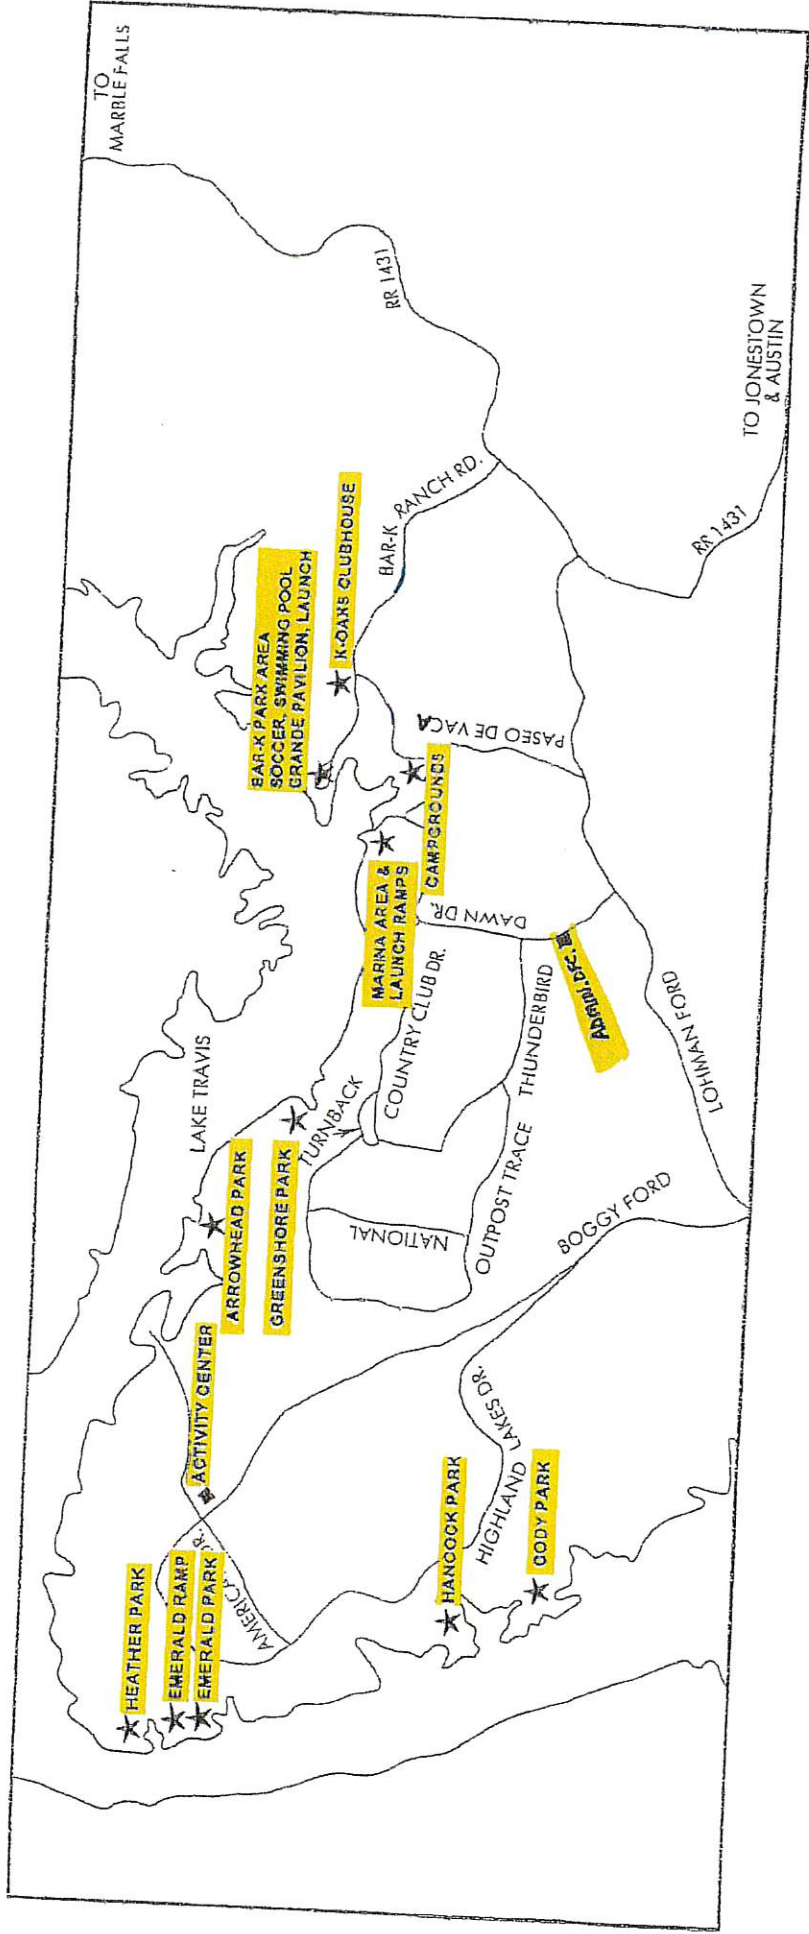 TO
MARBLE FALLS
RR 1431
TO JONESTOWN
& AUSTIN
RR 1431
BAR-K RANCH RD.
K-OAKS CLUBHOUSE
BAR-K PARK AREA
SOCCER, SWIMMING POOL
GRANDE PAVILION, LAUNCH
PASEO DE VACA
CAMPGROUNDS
MARINA AREA &
LAUNCH RAMPS
DAWN DR.
COUNTRY CLUB DR.
THUNDERBIRD
ADMIN. OFC.
LOHMAN FORD
LAKE TRAVIS
TURNBACK
ARROWHEAD PARK
GREENSHORE PARK
NATIONAL
OUTPOST TRACE
BOGGY FORD
ACTIVITY CENTER
HIGHLAND LAKES DR.
HANCOCK PARK
CODY PARK
AMERICAN DR.
HEATHER PARK
EMERALD RAMP
EMERALD PARK